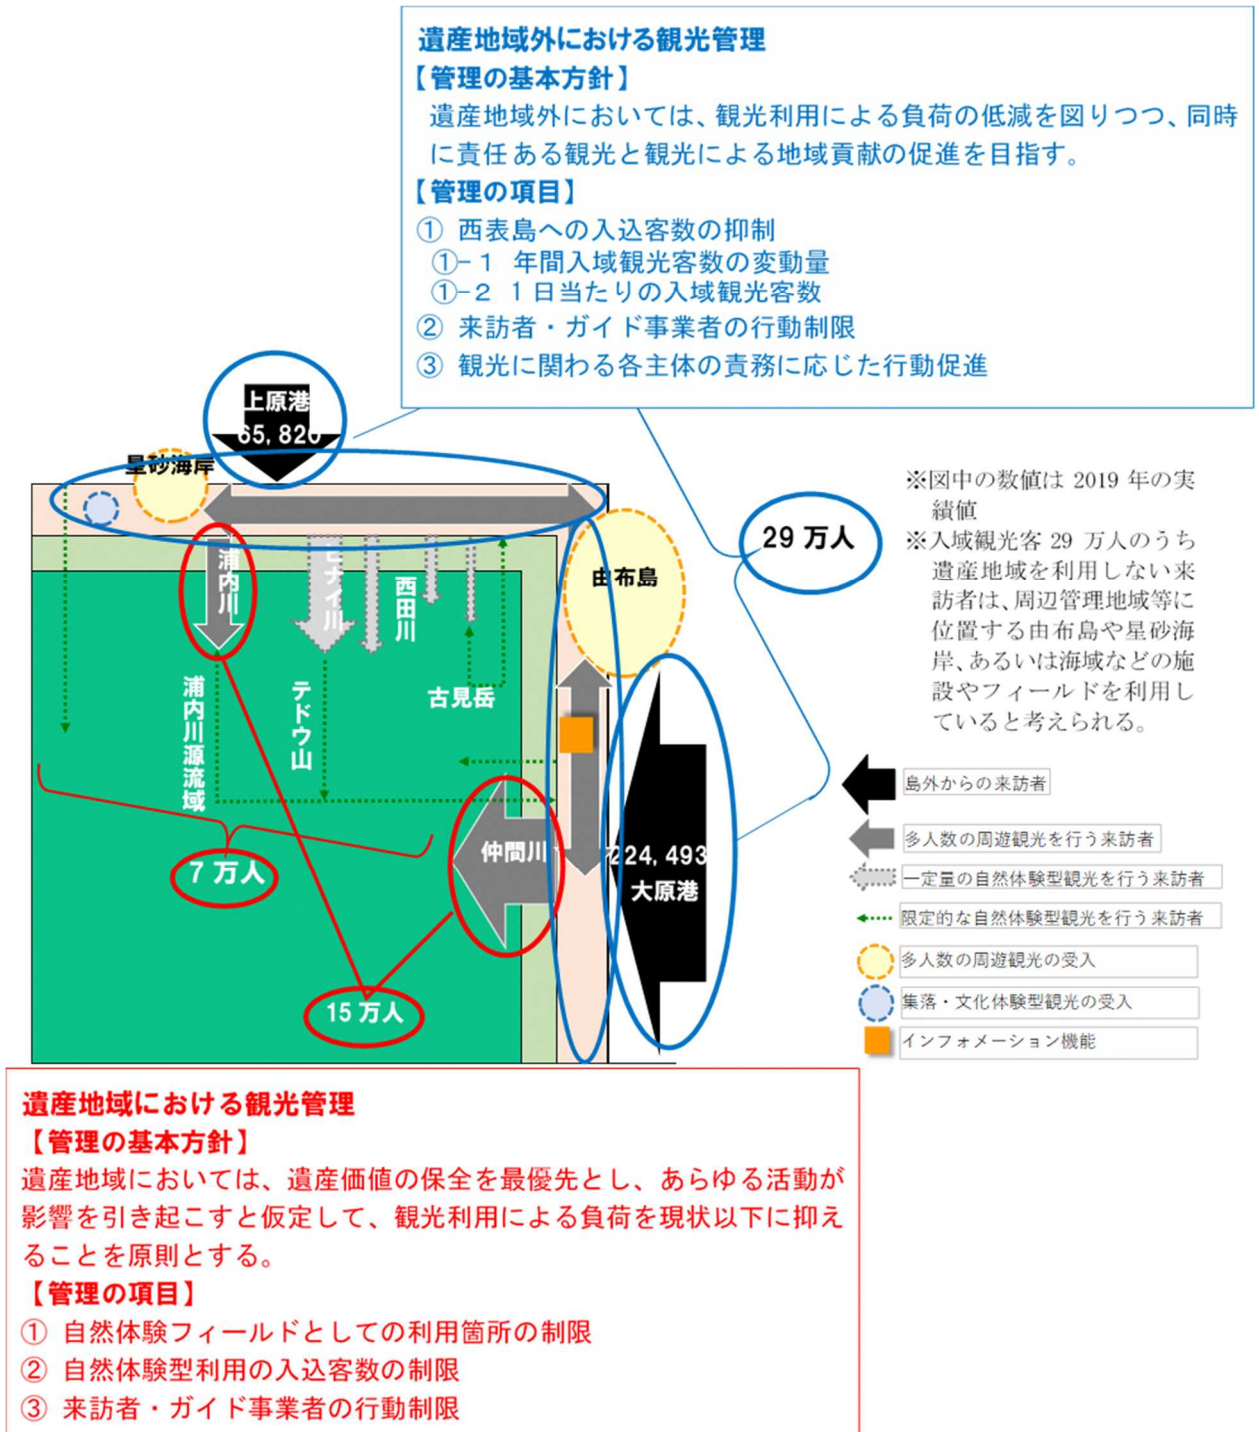 遺産地域外における観光管理
【管理の基本方針】
遺産地域外においては、観光利用による負荷の低減を図りつつ、同時
に責任ある観光と観光による地域貢献の促進を目指す。
【管理の項目】
① 西表島への入込客数の抑制
①-１ 年間入域観光客数の変動量
①-２ １日当たりの入域観光客数
② 来訪者・ガイド事業者の行動制限
③ 観光に関わる各主体の責務に応じた行動促進
上原港
65,820
星砂海岸
29 万人
※図中の数値は 2019 年の実
績値
※入域観光客 29 万人のうち
遺産地域を利用しない来
訪者は、周辺管理地域等に
位置する由布島や星砂海
岸、あるいは海域などの施
設やフィールドを利用し
ていると考えられる。
由布島
浦内川
ヒナイ川
西田川
古見岳
浦内川源流域
テドウ山
仲間川
224,493
大原港
7 万人
15 万人
島外からの来訪者
多人数の周遊観光を行う来訪者
一定量の自然体験型観光を行う来訪者
限定的な自然体験型観光を行う来訪者
多人数の周遊観光の受入
集落・文化体験型観光の受入
インフォメーション機能
遺産地域における観光管理
【管理の基本方針】
遺産地域においては、遺産価値の保全を最優先とし、あらゆる活動が
影響を引き起こすと仮定して、観光利用による負荷を現状以下に抑え
ることを原則とする。
【管理の項目】
① 自然体験フィールドとしての利用箇所の制限
② 自然体験型利用の入込客数の制限
③ 来訪者・ガイド事業者の行動制限